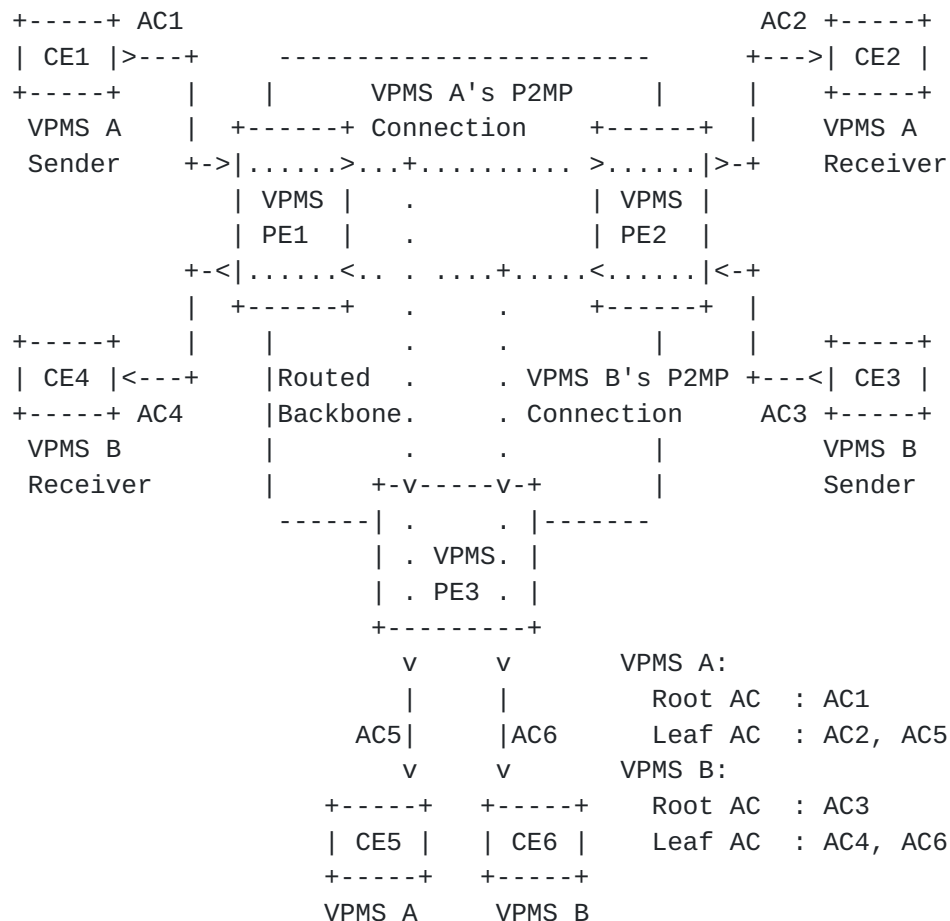 +-----+ AC1                                     AC2 +-----+
| CE1 |>---+     ------------------------      +--->| CE2 |
+-----+    |    |      VPMS A's P2MP     |     |    +-----+
 VPMS A    |  +------+ Connection    +------+  |    VPMS A
 Sender    +->|......>...+.......... >......|>-+    Receiver
              | VPMS |   .           | VPMS |
              | PE1  |   .           | PE2  |
           +-<|......<.. . ....+.....<......|<-+
           |  +------+   .     .     +------+  |
+-----+    |    |        .     .         |     |    +-----+
| CE4 |<---+    |Routed  .     . VPMS B's P2MP +---<| CE3 |
+-----+ AC4     |Backbone.     . Connection     AC3 +-----+
 VPMS B         |        .     .         |          VPMS B
 Receiver       |      +-v-----v-+       |          Sender
                 ------| .     . |-------
                       | . VPMS. |
                       | . PE3 . |
                       +---------+
                         v     v       VPMS A:
                         |     |         Root AC  : AC1
                      AC5|     |AC6      Leaf AC  : AC2, AC5
                         v     v       VPMS B:
                    +-----+   +-----+    Root AC  : AC3
                    | CE5 |   | CE6 |    Leaf AC  : AC4, AC6
                    +-----+   +-----+
                    VPMS A     VPMS B